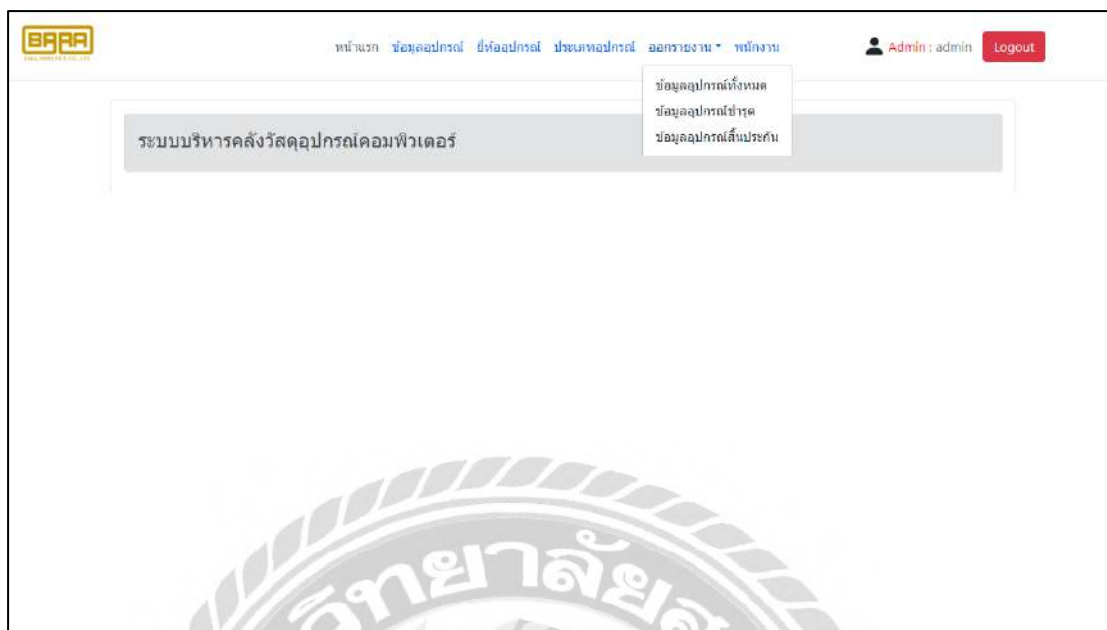 BARA
หน้าแรก ข้อมูลอุปกรณ์ ยี่ห้ออุปกรณ์ ประเภทอุปกรณ์ ออกรายงาน พนักงาน Admin : admin Logout
ข้อมูลอุปกรณ์ทั้งหมด
ข้อมูลอุปกรณ์ชำรุด
ข้อมูลอุปกรณ์สิ้นประกัน
ระบบบริหารคลังวัสดุอุปกรณ์คอมพิวเตอร์